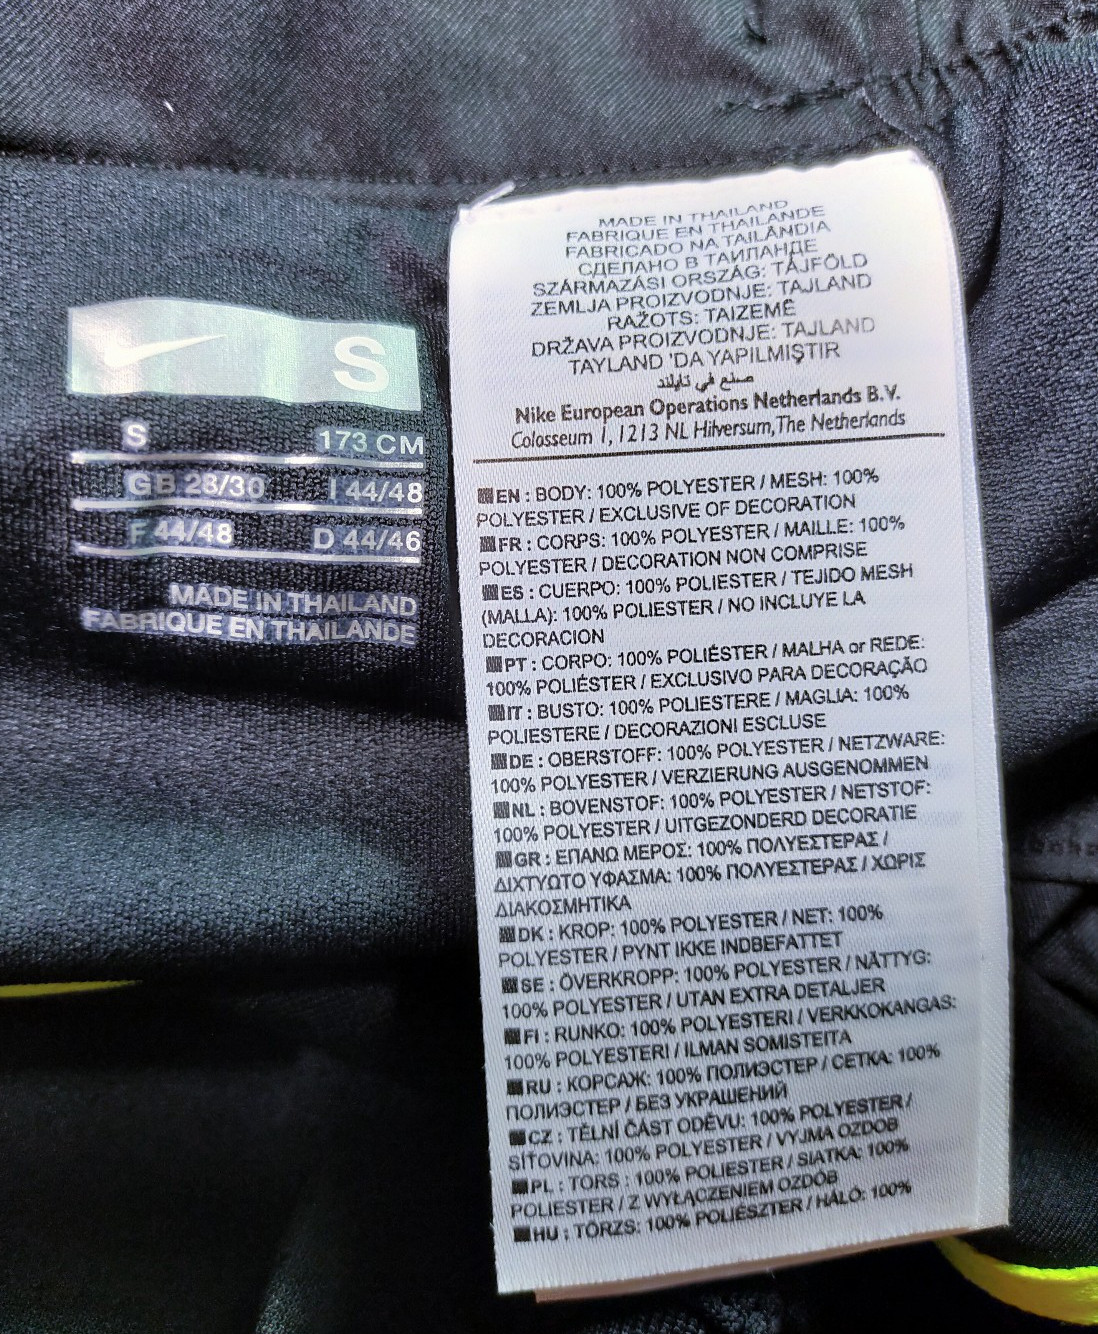 S
S 173 CM
GB 28/30 I 44/48
F 44/48 D 44/46
MADE IN THAILAND
FABRIQUE EN THAILANDE
MADE IN THAILAND
FABRIQUE EN THAILANDE
FABRICADO NA TAILÂNDIA
СДЕЛАНО В ТАИЛАНДЕ
SZÁRMAZÁSI ORSZÁG: TÁJFÖLD
ZEMLJA PROIZVODNJE: TAJLAND
RAŽOTS: TAIZEMĒ
DRŽAVA PROIZVODNJE: TAJLAND
TAYLAND 'DA YAPILMIŞTIR
صنع في تايلند
Nike European Operations Netherlands B.V.
Colosseum 1, 1213 NL Hilversum, The Netherlands
EN : BODY: 100% POLYESTER / MESH: 100%
POLYESTER / EXCLUSIVE OF DECORATION
FR : CORPS: 100% POLYESTER / MAILLE: 100%
POLYESTER / DECORATION NON COMPRISE
ES : CUERPO: 100% POLIESTER / TEJIDO MESH
(MALLA): 100% POLIESTER / NO INCLUYE LA
DECORACION
PT : CORPO: 100% POLIÉSTER / MALHA or REDE:
100% POLIÉSTER / EXCLUSIVO PARA DECORAÇÃO
IT : BUSTO: 100% POLIESTERE / MAGLIA: 100%
POLIESTERE / DECORAZIONI ESCLUSE
DE : OBERSTOFF: 100% POLYESTER / NETZWARE:
100% POLYESTER / VERZIERUNG AUSGENOMMEN
NL : BOVENSTOF: 100% POLYESTER / NETSTOF:
100% POLYESTER / UITGEZONDERD DECORATIE
GR : ΕΠΑΝΩ ΜΕΡΟΣ: 100% ΠΟΛΥΕΣΤΕΡΑΣ /
ΔΙΧΤΥΩΤΟ ΥΦΑΣΜΑ: 100% ΠΟΛΥΕΣΤΕΡΑΣ / ΧΩΡΙΣ
ΔΙΑΚΟΣΜΗΤΙΚΑ
DK : KROP: 100% POLYESTER / NET: 100%
POLYESTER / PYNT IKKE INDBEFATTET
SE : ÖVERKROPP: 100% POLYESTER / NÄTTYG:
100% POLYESTER / UTAN EXTRA DETALJER
FI : RUNKO: 100% POLYESTERI / VERKKOKANGAS:
100% POLYESTERI / ILMAN SOMISTEITA
RU : КОРСАЖ: 100% ПОЛИЭСТЕР / СЕТКА: 100%
ПОЛИЭСТЕР / БЕЗ УКРАШЕНИЙ
CZ : TĚLNÍ ČÁST ODĚVU: 100% POLYESTER /
SÍŤOVINA: 100% POLYESTER / VYJMA OZDOB
PL : TORS : 100% POLIESTER / SIATKA: 100%
POLIESTER / Z WYŁĄCZENIEM OZDÓB
HU : TÖRZS: 100% POLIÉSZTER / HÁLÓ: 100%